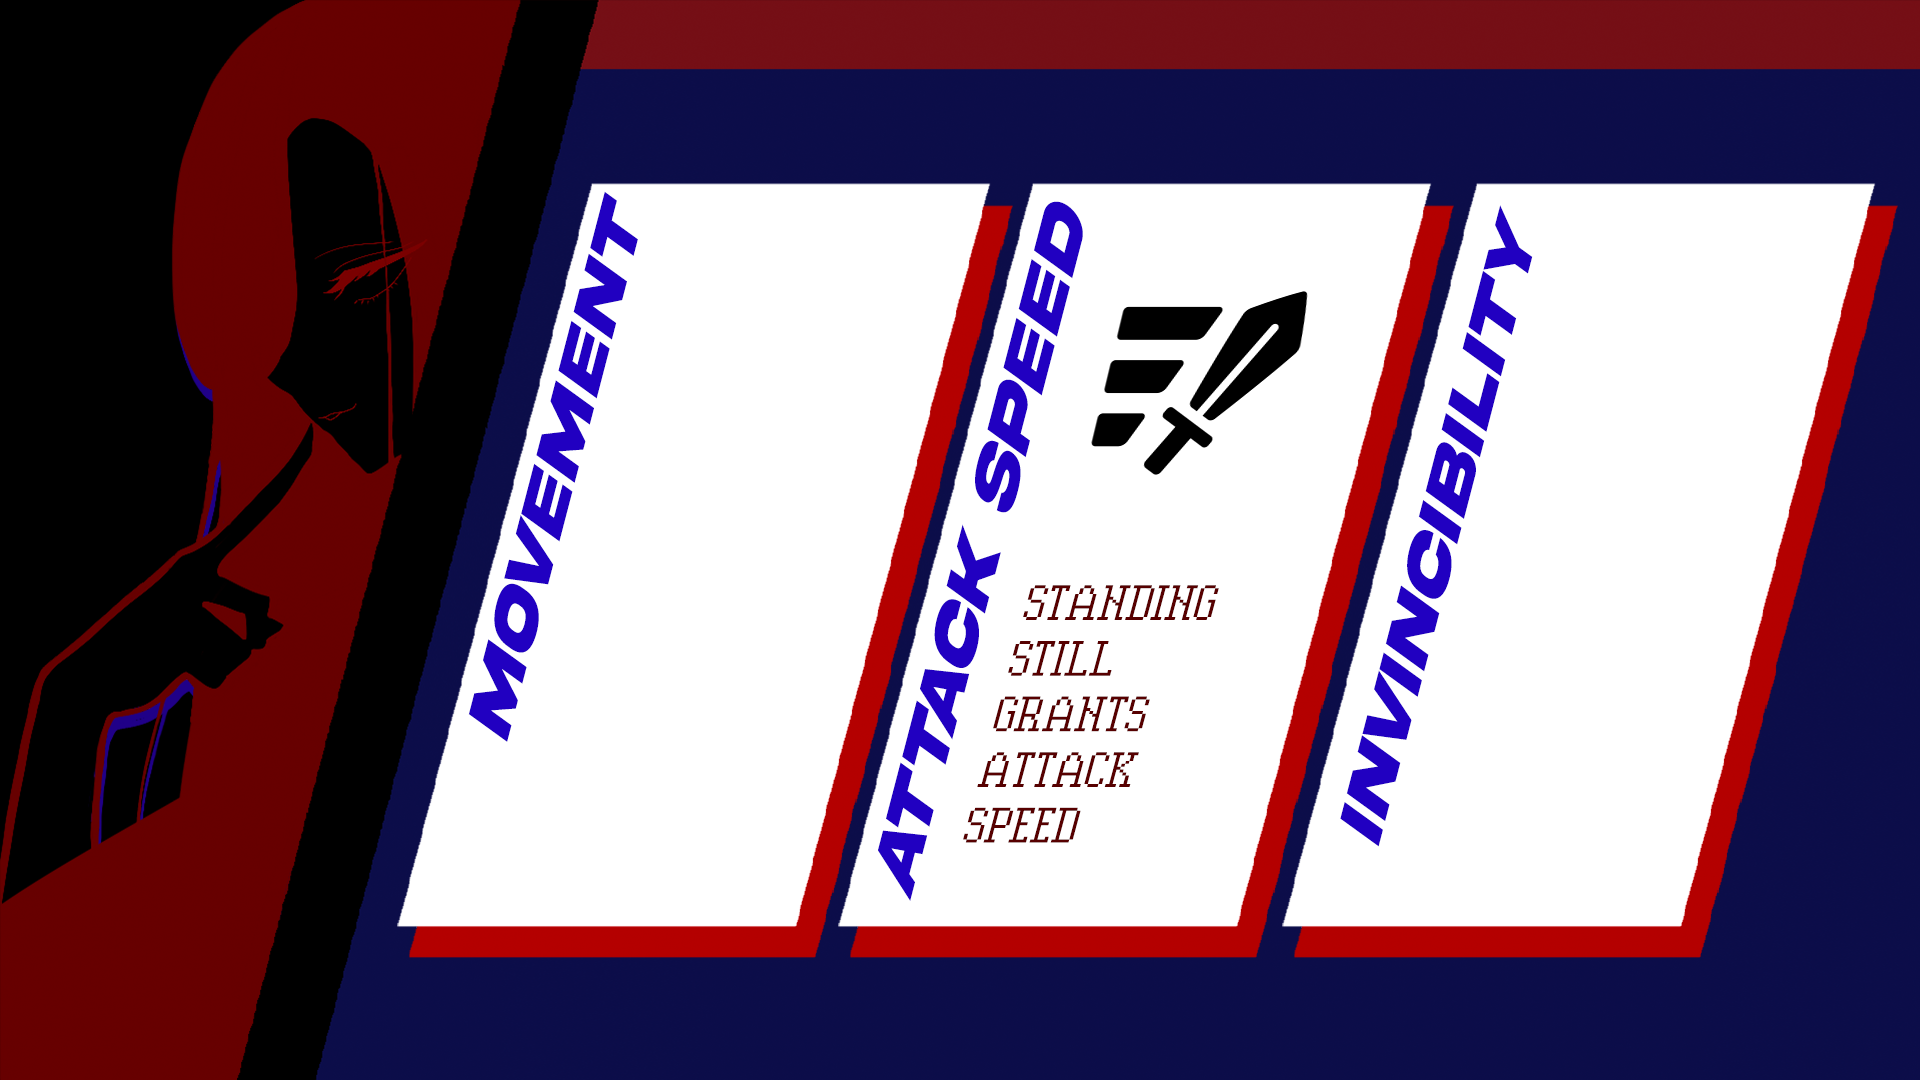 MOVEMENT
ATTACK SPEED
STANDING
STILL
GRANTS
ATTACK
SPEED
INVINCIBILITY